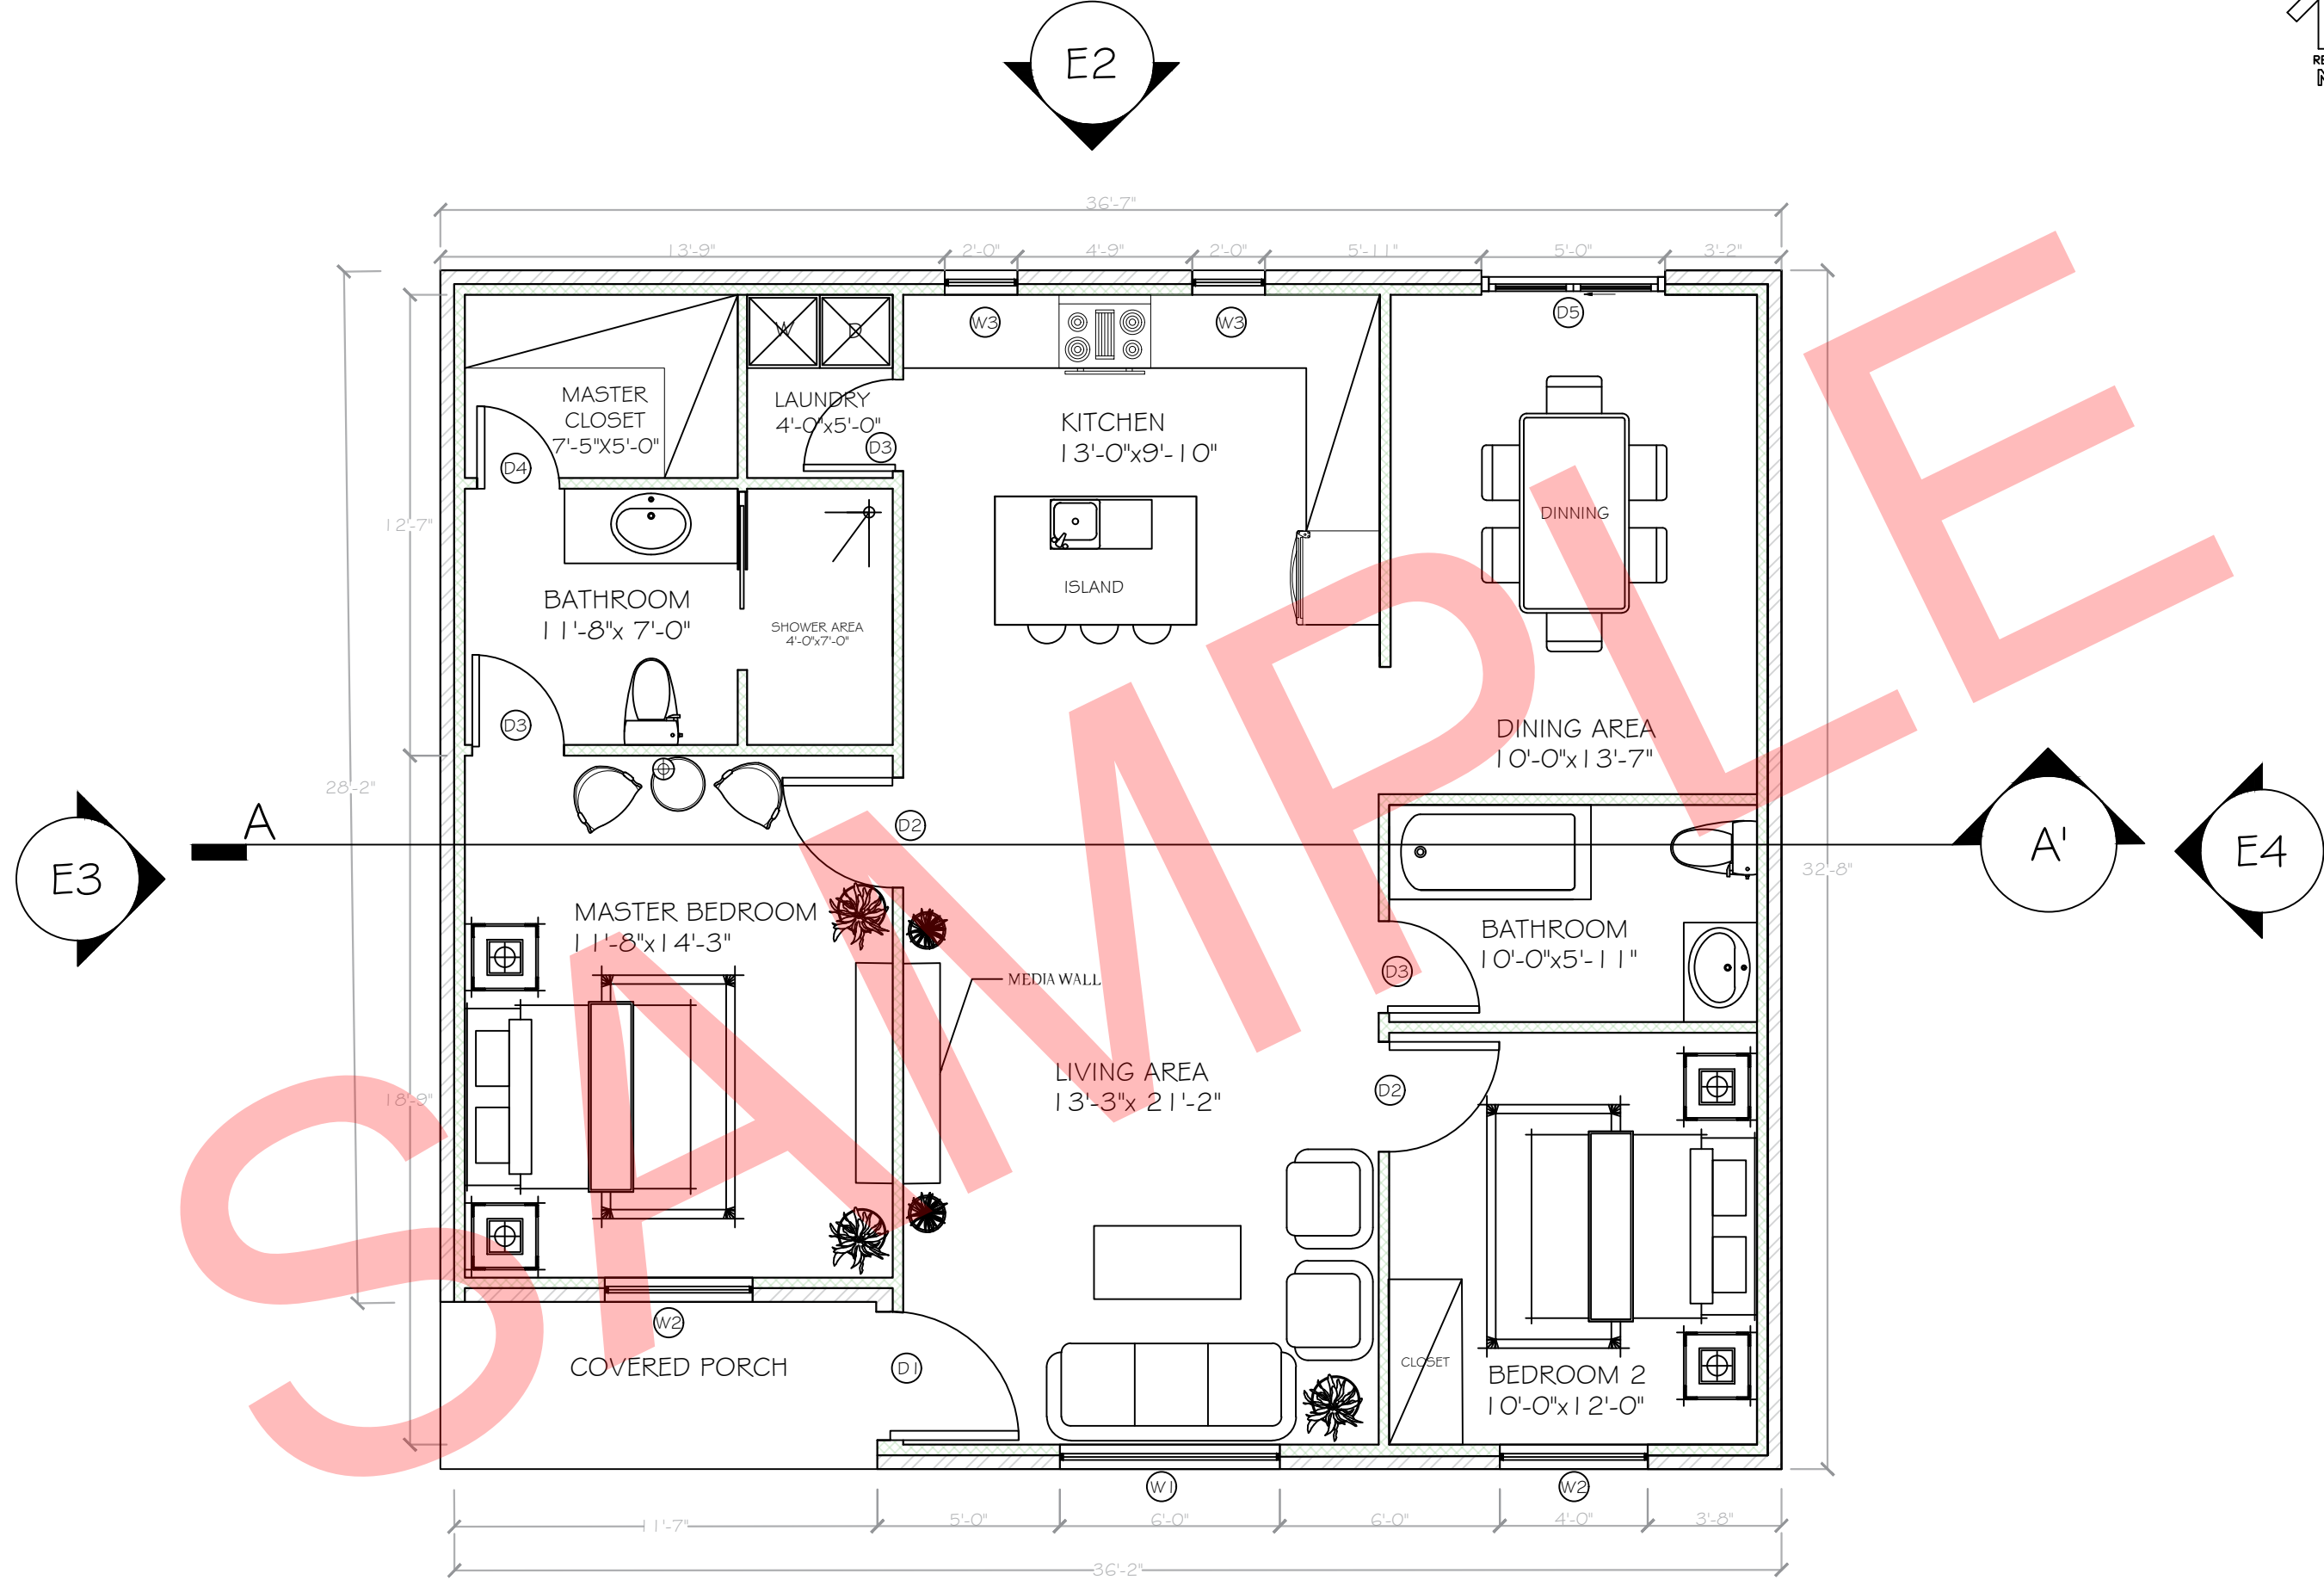 E2
RE
N
36'-7"
13'-9"
2'-0"
4'-9"
2'-0"
5'-11"
5'-0"
3'-2"
W3
W3
D5
W
D
MASTER
CLOSET
7'-5"X5'-0"
LAUNDRY
4'-0"x5'-0"
D3
D4
KITCHEN
13'-0"x9'-10"
DINNING
12'-7"
ISLAND
BATHROOM
11'-8"x 7'-0"
SHOWER AREA
4'-0"x7'-0"
D3
DINING AREA
10'-0"x13'-7"
28'-2"
A
D2
E3
A'
E4
32'-8"
MASTER BEDROOM
11'-8"x14'-3"
BATHROOM
10'-0"x5'-11"
D3
MEDIA WALL
LIVING AREA
13'-3"x 21'-2"
D2
18'-9"
W2
COVERED PORCH
D1
CLOSET
BEDROOM 2
10'-0"x12'-0"
W1
W2
11'-7"
5'-0"
6'-0"
6'-0"
4'-0"
3'-8"
36'-2"
SAMPLE